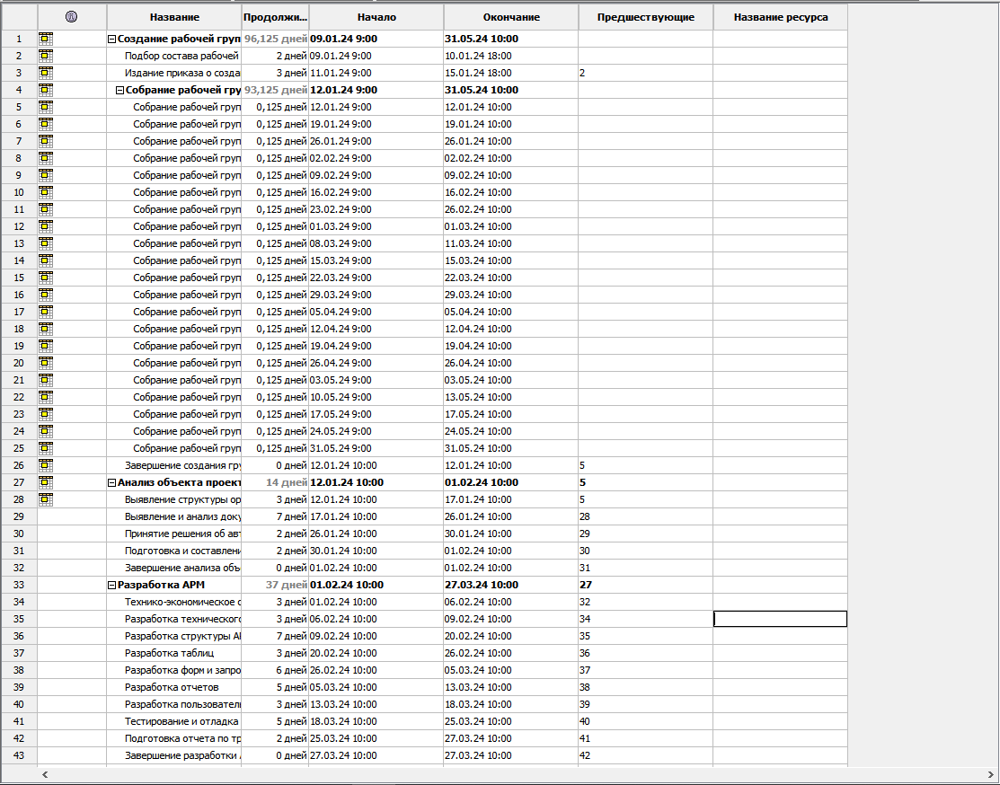 Название Продолжи... Начало Окончание Предшествующие Название ресурса
1 Создание рабочей груп 96,125 дней 09.01.24 9:00 31.05.24 10:00
2 Подбор состава рабочей 2 дней 09.01.24 9:00 10.01.24 18:00
3 Издание приказа о созда 3 дней 11.01.24 9:00 15.01.24 18:00 2
4 Собрание рабочей гру 93,125 дней 12.01.24 9:00 31.05.24 10:00
5 Собрание рабочей груп 0,125 дней 12.01.24 9:00 12.01.24 10:00
6 Собрание рабочей груп 0,125 дней 19.01.24 9:00 19.01.24 10:00
7 Собрание рабочей груп 0,125 дней 26.01.24 9:00 26.01.24 10:00
8 Собрание рабочей груп 0,125 дней 02.02.24 9:00 02.02.24 10:00
9 Собрание рабочей груп 0,125 дней 09.02.24 9:00 09.02.24 10:00
10 Собрание рабочей груп 0,125 дней 16.02.24 9:00 16.02.24 10:00
11 Собрание рабочей груп 0,125 дней 23.02.24 9:00 26.02.24 10:00
12 Собрание рабочей груп 0,125 дней 01.03.24 9:00 01.03.24 10:00
13 Собрание рабочей груп 0,125 дней 08.03.24 9:00 11.03.24 10:00
14 Собрание рабочей груп 0,125 дней 15.03.24 9:00 15.03.24 10:00
15 Собрание рабочей груп 0,125 дней 22.03.24 9:00 22.03.24 10:00
16 Собрание рабочей груп 0,125 дней 29.03.24 9:00 29.03.24 10:00
17 Собрание рабочей груп 0,125 дней 05.04.24 9:00 05.04.24 10:00
18 Собрание рабочей груп 0,125 дней 12.04.24 9:00 12.04.24 10:00
19 Собрание рабочей груп 0,125 дней 19.04.24 9:00 19.04.24 10:00
20 Собрание рабочей груп 0,125 дней 26.04.24 9:00 26.04.24 10:00
21 Собрание рабочей груп 0,125 дней 03.05.24 9:00 03.05.24 10:00
22 Собрание рабочей груп 0,125 дней 10.05.24 9:00 13.05.24 10:00
23 Собрание рабочей груп 0,125 дней 17.05.24 9:00 17.05.24 10:00
24 Собрание рабочей груп 0,125 дней 24.05.24 9:00 24.05.24 10:00
25 Собрание рабочей груп 0,125 дней 31.05.24 9:00 31.05.24 10:00
26 Завершение создания гру 0 дней 12.01.24 10:00 12.01.24 10:00 5
27 Анализ объекта проект 14 дней 12.01.24 10:00 01.02.24 10:00 5
28 Выявление структуры ор 3 дней 12.01.24 10:00 17.01.24 10:00 5
29 Выявление и анализ доку 7 дней 17.01.24 10:00 26.01.24 10:00 28
30 Принятие решения об авт 2 дней 26.01.24 10:00 30.01.24 10:00 29
31 Подготовка и составлени 2 дней 30.01.24 10:00 01.02.24 10:00 30
32 Завершение анализа объ 0 дней 01.02.24 10:00 01.02.24 10:00 31
33 Разработка АРМ 37 дней 01.02.24 10:00 27.03.24 10:00 27
34 Технико-экономическое о 3 дней 01.02.24 10:00 06.02.24 10:00 32
35 Разработка технического 3 дней 06.02.24 10:00 09.02.24 10:00 34
36 Разработка структуры АР 7 дней 09.02.24 10:00 20.02.24 10:00 35
37 Разработка таблиц 3 дней 20.02.24 10:00 26.02.24 10:00 36
38 Разработка форм и запро 6 дней 26.02.24 10:00 05.03.24 10:00 37
39 Разработка отчетов 5 дней 05.03.24 10:00 13.03.24 10:00 38
40 Разработка пользовател 3 дней 13.03.24 10:00 18.03.24 10:00 39
41 Тестирование и отладка 5 дней 18.03.24 10:00 25.03.24 10:00 40
42 Подготовка отчета по тр 2 дней 25.03.24 10:00 27.03.24 10:00 41
43 Завершение разработки 0 дней 27.03.24 10:00 27.03.24 10:00 42